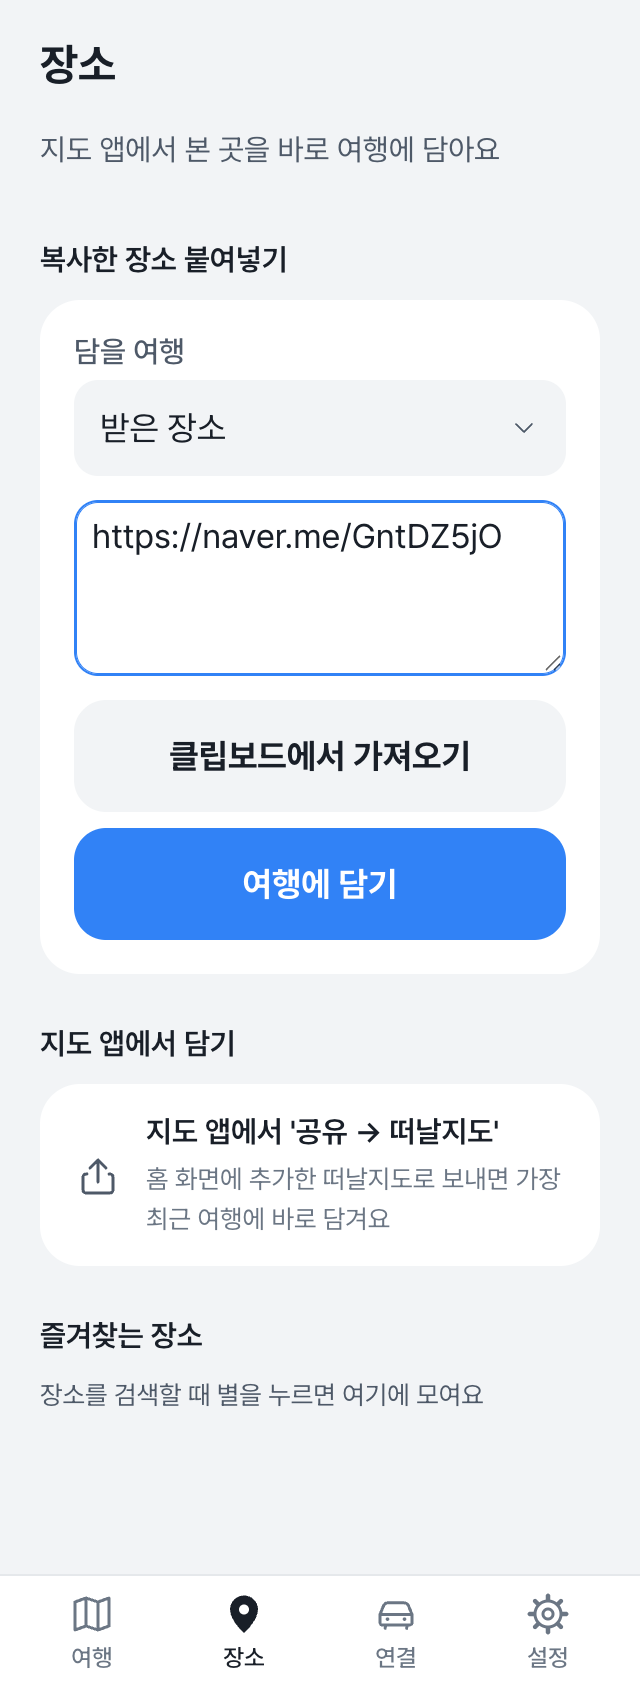 장소
지도 앱에서 본 곳을 바로 여행에 담아요
복사한 장소 붙여넣기
담을 여행
받은 장소
https://naver.me/GntDZ5jO
클립보드에서 가져오기
여행에 담기
지도 앱에서 담기
지도 앱에서 '공유 → 떠날지도'
홈 화면에 추가한 떠날지도로 보내면 가장
최근 여행에 바로 담겨요
즐겨찾는 장소
장소를 검색할 때 별을 누르면 여기에 모여요
여행
장소
연결
설정